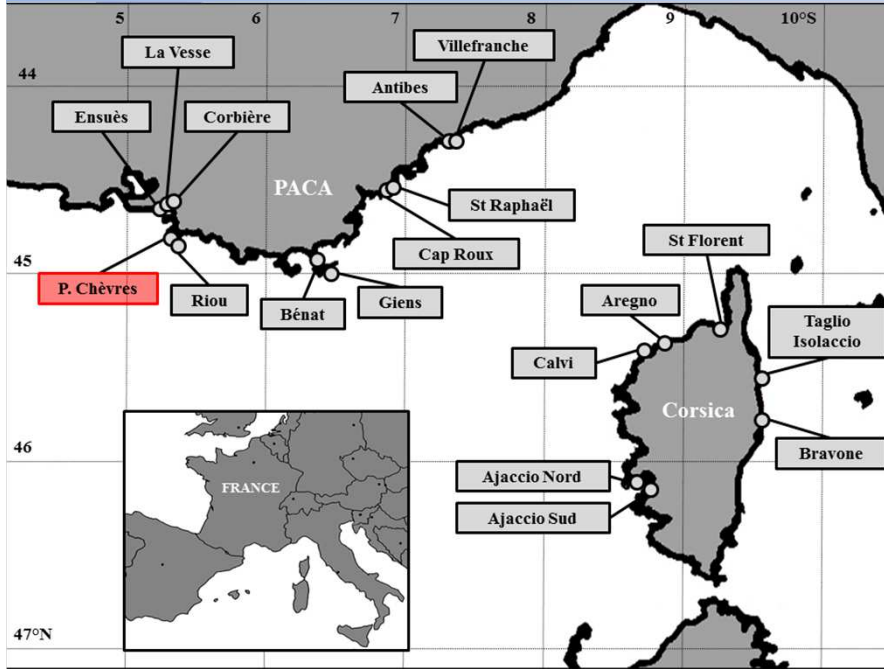 5
6
7
8
9
10°S
La Vesse
Villefranche
44
Antibes
Ensuès
Corbière
PACA
St Raphaël
Cap Roux
St Florent
45
P. Chèvres
Riou
Bénat
Giens
Aregno
Taglio
Isolaccio
Calvi
Corsica
Bravone
46
Ajaccio Nord
FRANCE
Ajaccio Sud
47°N